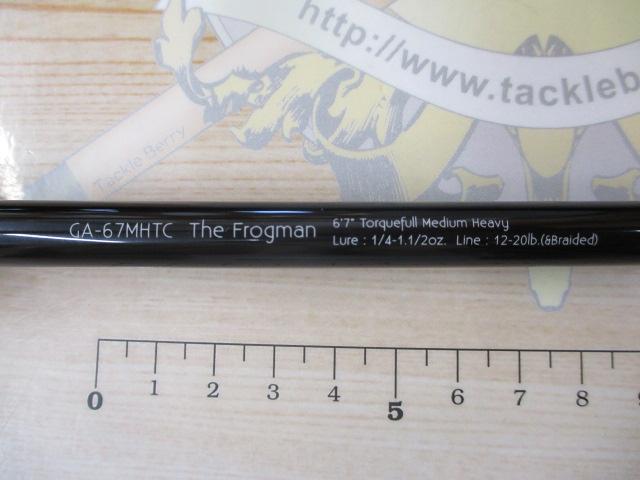 http://www.tackleb
Tackle Berry
GA-67MHTC The Frogman
6'7" Torquefull Medium Heavy
Lure : 1/4-1.1/2oz. Line : 12-20lb.(&Braided)
0 1 2 3 4 5 6 7 8